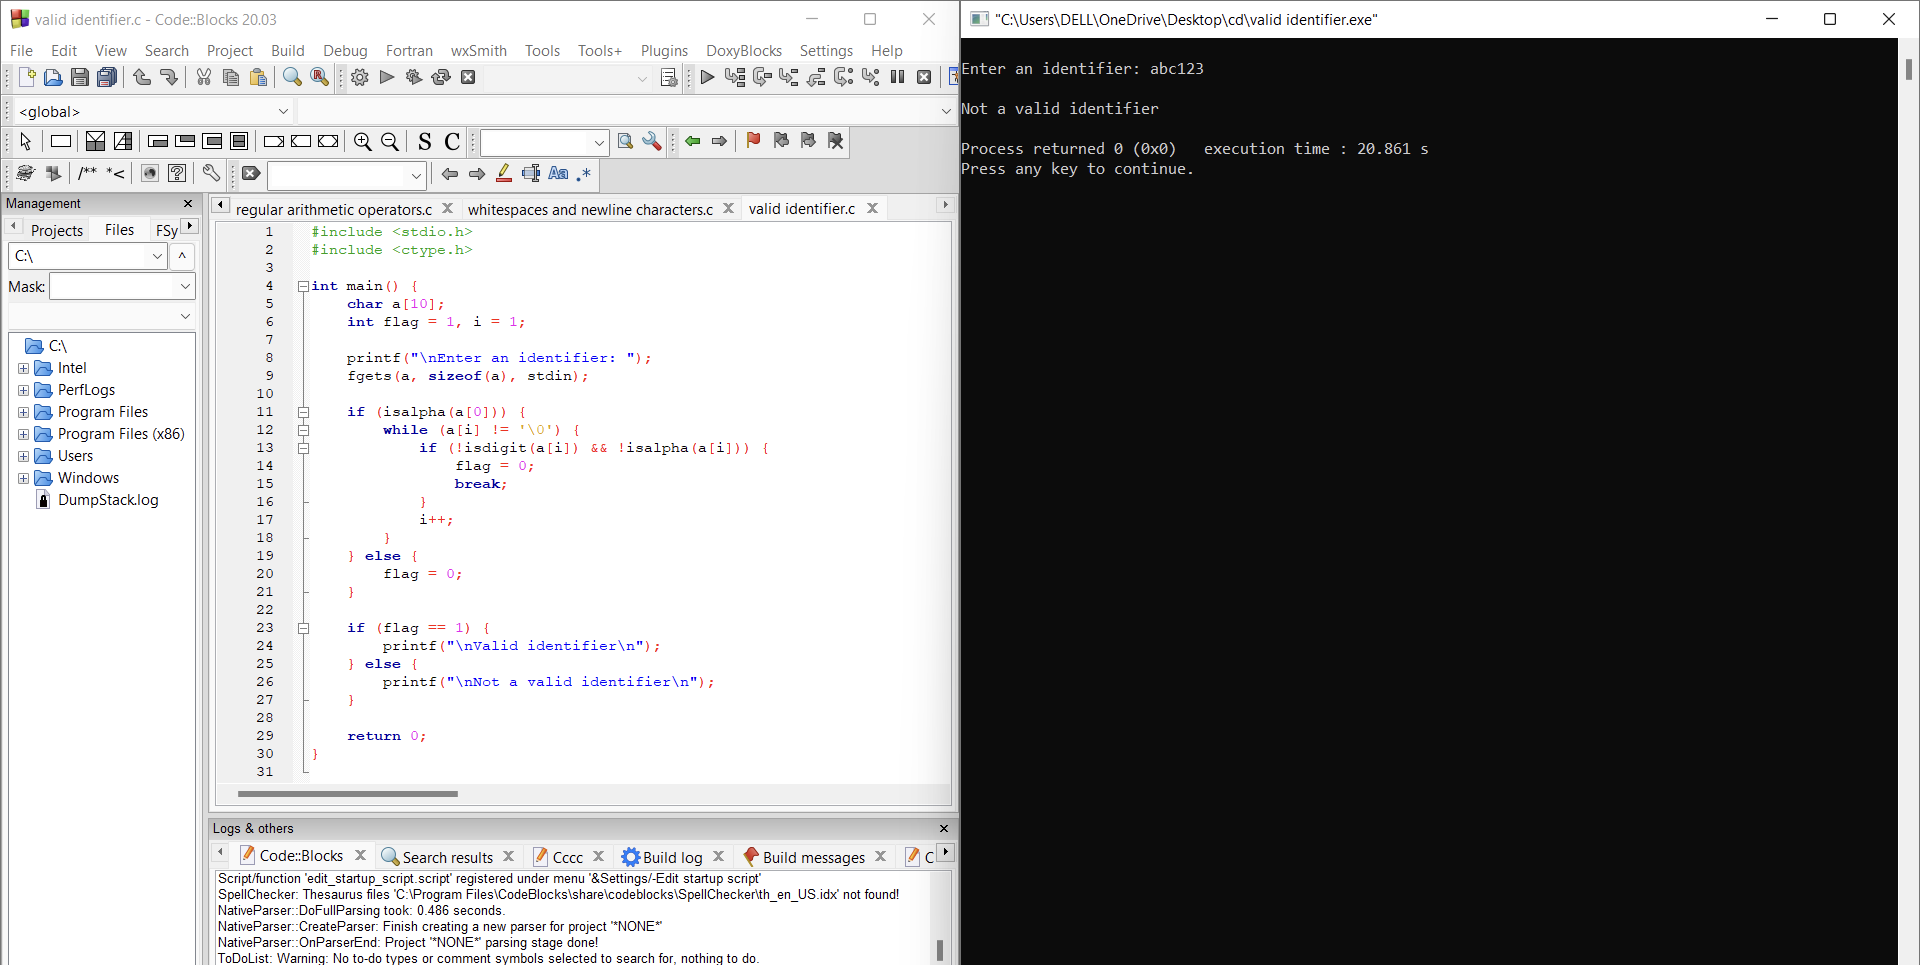 valid identifier.c - Code::Blocks 20.03
File Edit View Search Project Build Debug Fortran wxSmith Tools Tools+ Plugins DoxyBlocks Settings Help
<global>
S C
/** *<
Aa .*
Management
Projects Files FSy
C:\
Mask:
C:\
Intel
PerfLogs
Program Files
Program Files (x86)
Users
Windows
DumpStack.log
regular arithmetic operators.c whitespaces and newline characters.c valid identifier.c
1 #include <stdio.h>
2 #include <ctype.h>
3
4 int main() {
5 char a[10];
6 int flag = 1, i = 1;
7
8 printf("\nEnter an identifier: ");
9 fgets(a, sizeof(a), stdin);
10
11 if (isalpha(a[0])) {
12 while (a[i] != '\0') {
13 if (!isdigit(a[i]) && !isalpha(a[i])) {
14 flag = 0;
15 break;
16 }
17 i++;
18 }
19 } else {
20 flag = 0;
21 }
22
23 if (flag == 1) {
24 printf("\nValid identifier\n");
25 } else {
26 printf("\nNot a valid identifier\n");
27 }
28
29 return 0;
30 }
31
Logs & others
Code::Blocks Search results Cccc Build log Build messages C
Script/function 'edit_startup_script.script' registered under menu '&Settings/-Edit startup script'
SpellChecker: Thesaurus files 'C:\Program Files\CodeBlocks\share\codeblocks\SpellChecker\th_en_US.idx' not found!
NativeParser::DoFullParsing took: 0.486 seconds.
NativeParser::CreateParser: Finish creating a new parser for project '*NONE*'
NativeParser::OnParserEnd: Project '*NONE*' parsing stage done!
ToDoList: Warning: No to-do types or comment symbols selected to search for, nothing to do.
"C:\Users\DELL\OneDrive\Desktop\cd\valid identifier.exe"
Enter an identifier: abc123
Not a valid identifier
Process returned 0 (0x0) execution time : 20.861 s
Press any key to continue.